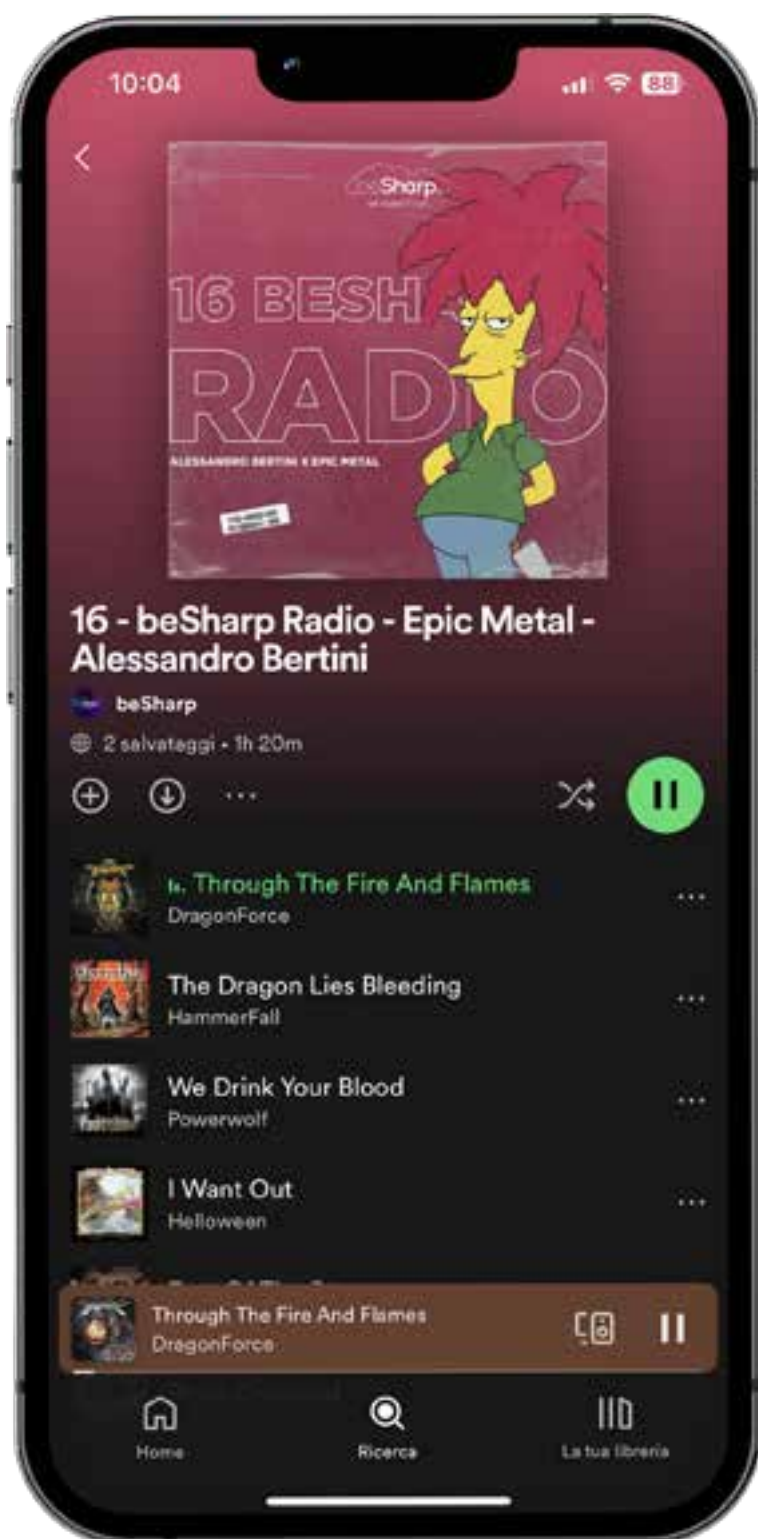 10:04
88
beSharp.
16 BESH
RADIO
ALESSANDRO BERTINI X EPIC METAL
16 - beSharp Radio - Epic Metal -
Alessandro Bertini
beSharp
2 salvataggi • 1h 20m
Through The Fire And Flames
DragonForce
The Dragon Lies Bleeding
HammerFall
We Drink Your Blood
Powerwolf
I Want Out
Helloween
Through The Fire And Flames
DragonForce
Home
Ricerca
La tua libreria